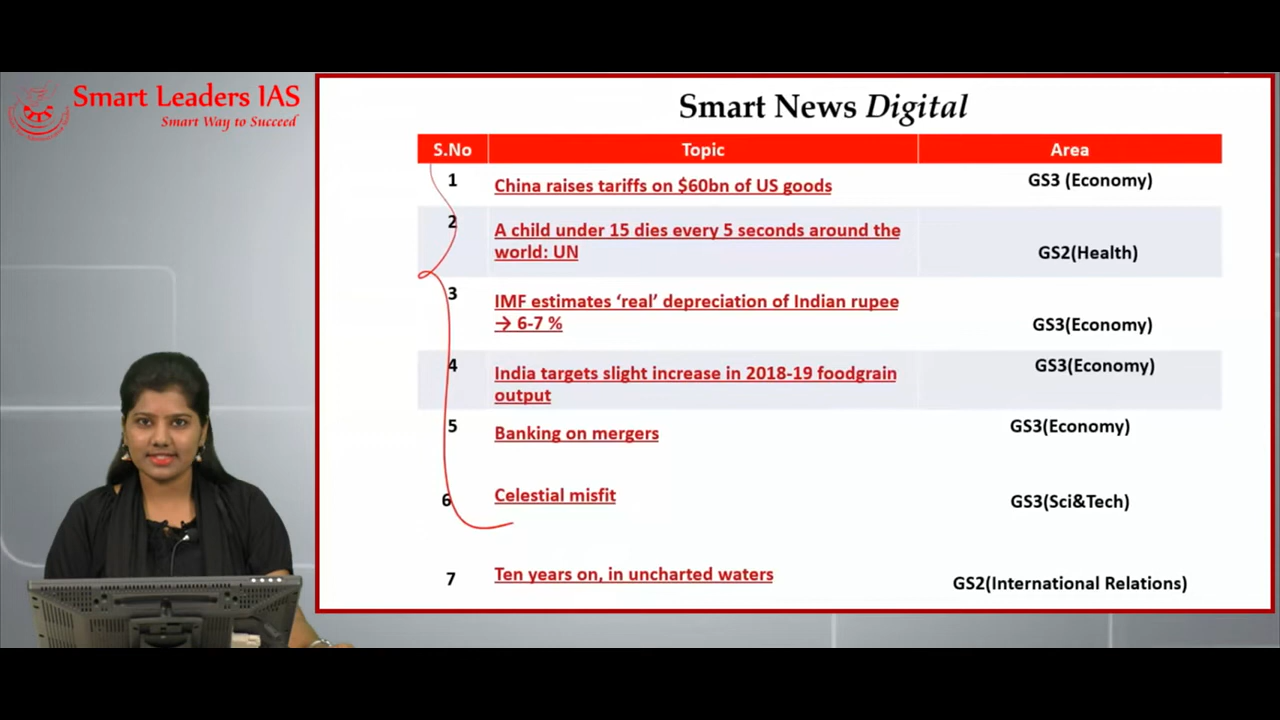 Smart Leaders IAS
Smart Way to Succeed
Smart News Digital
S.No Topic Area
1 China raises tariffs on $60bn of US goods GS3 (Economy)
2 A child under 15 dies every 5 seconds around the
world: UN GS2(Health)
3 IMF estimates ‘real’ depreciation of Indian rupee
→ 6-7 % GS3(Economy)
4 India targets slight increase in 2018-19 foodgrain GS3(Economy)
output
5 Banking on mergers GS3(Economy)
6 Celestial misfit GS3(Sci&Tech)
7 Ten years on, in uncharted waters GS2(International Relations)